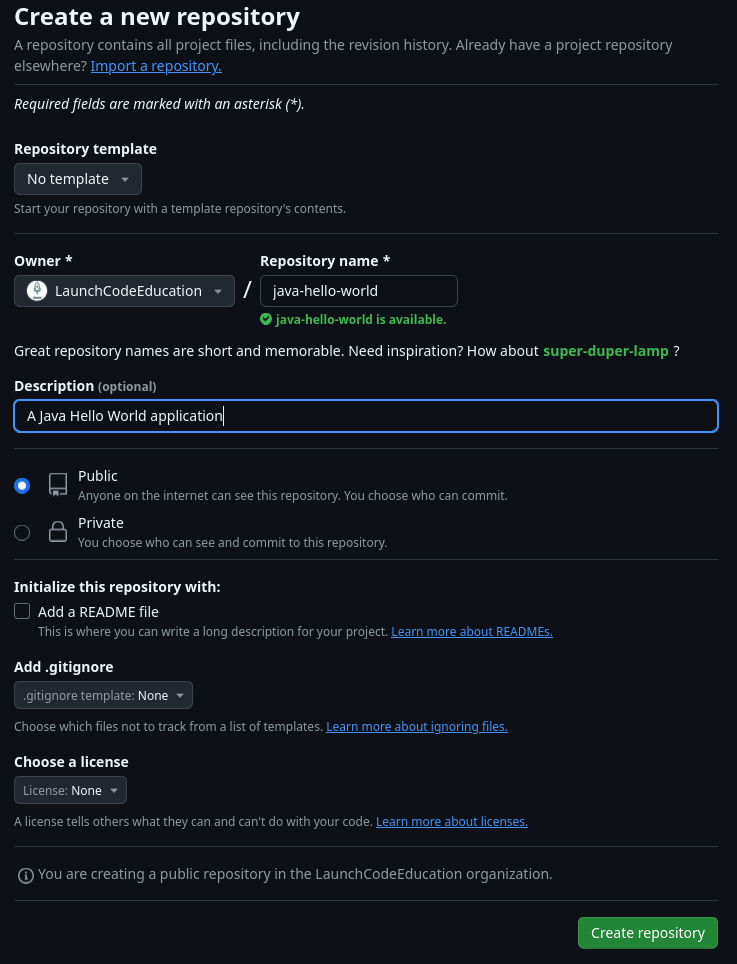 Create a new repository
A repository contains all project files, including the revision history. Already have a project repository
elsewhere? Import a repository.
Required fields are marked with an asterisk (*).
Repository template
No template
Start your repository with a template repository's contents.
Owner * Repository name *
LaunchCodeEducation / java-hello-world
java-hello-world is available.
Great repository names are short and memorable. Need inspiration? How about super-duper-lamp ?
Description (optional)
A Java Hello World application
Public
Anyone on the internet can see this repository. You choose who can commit.
Private
You choose who can see and commit to this repository.
Initialize this repository with:
Add a README file
This is where you can write a long description for your project. Learn more about READMEs.
Add .gitignore
.gitignore template: None
Choose which files not to track from a list of templates. Learn more about ignoring files.
Choose a license
License: None
A license tells others what they can and can't do with your code. Learn more about licenses.
You are creating a public repository in the LaunchCodeEducation organization.
Create repository